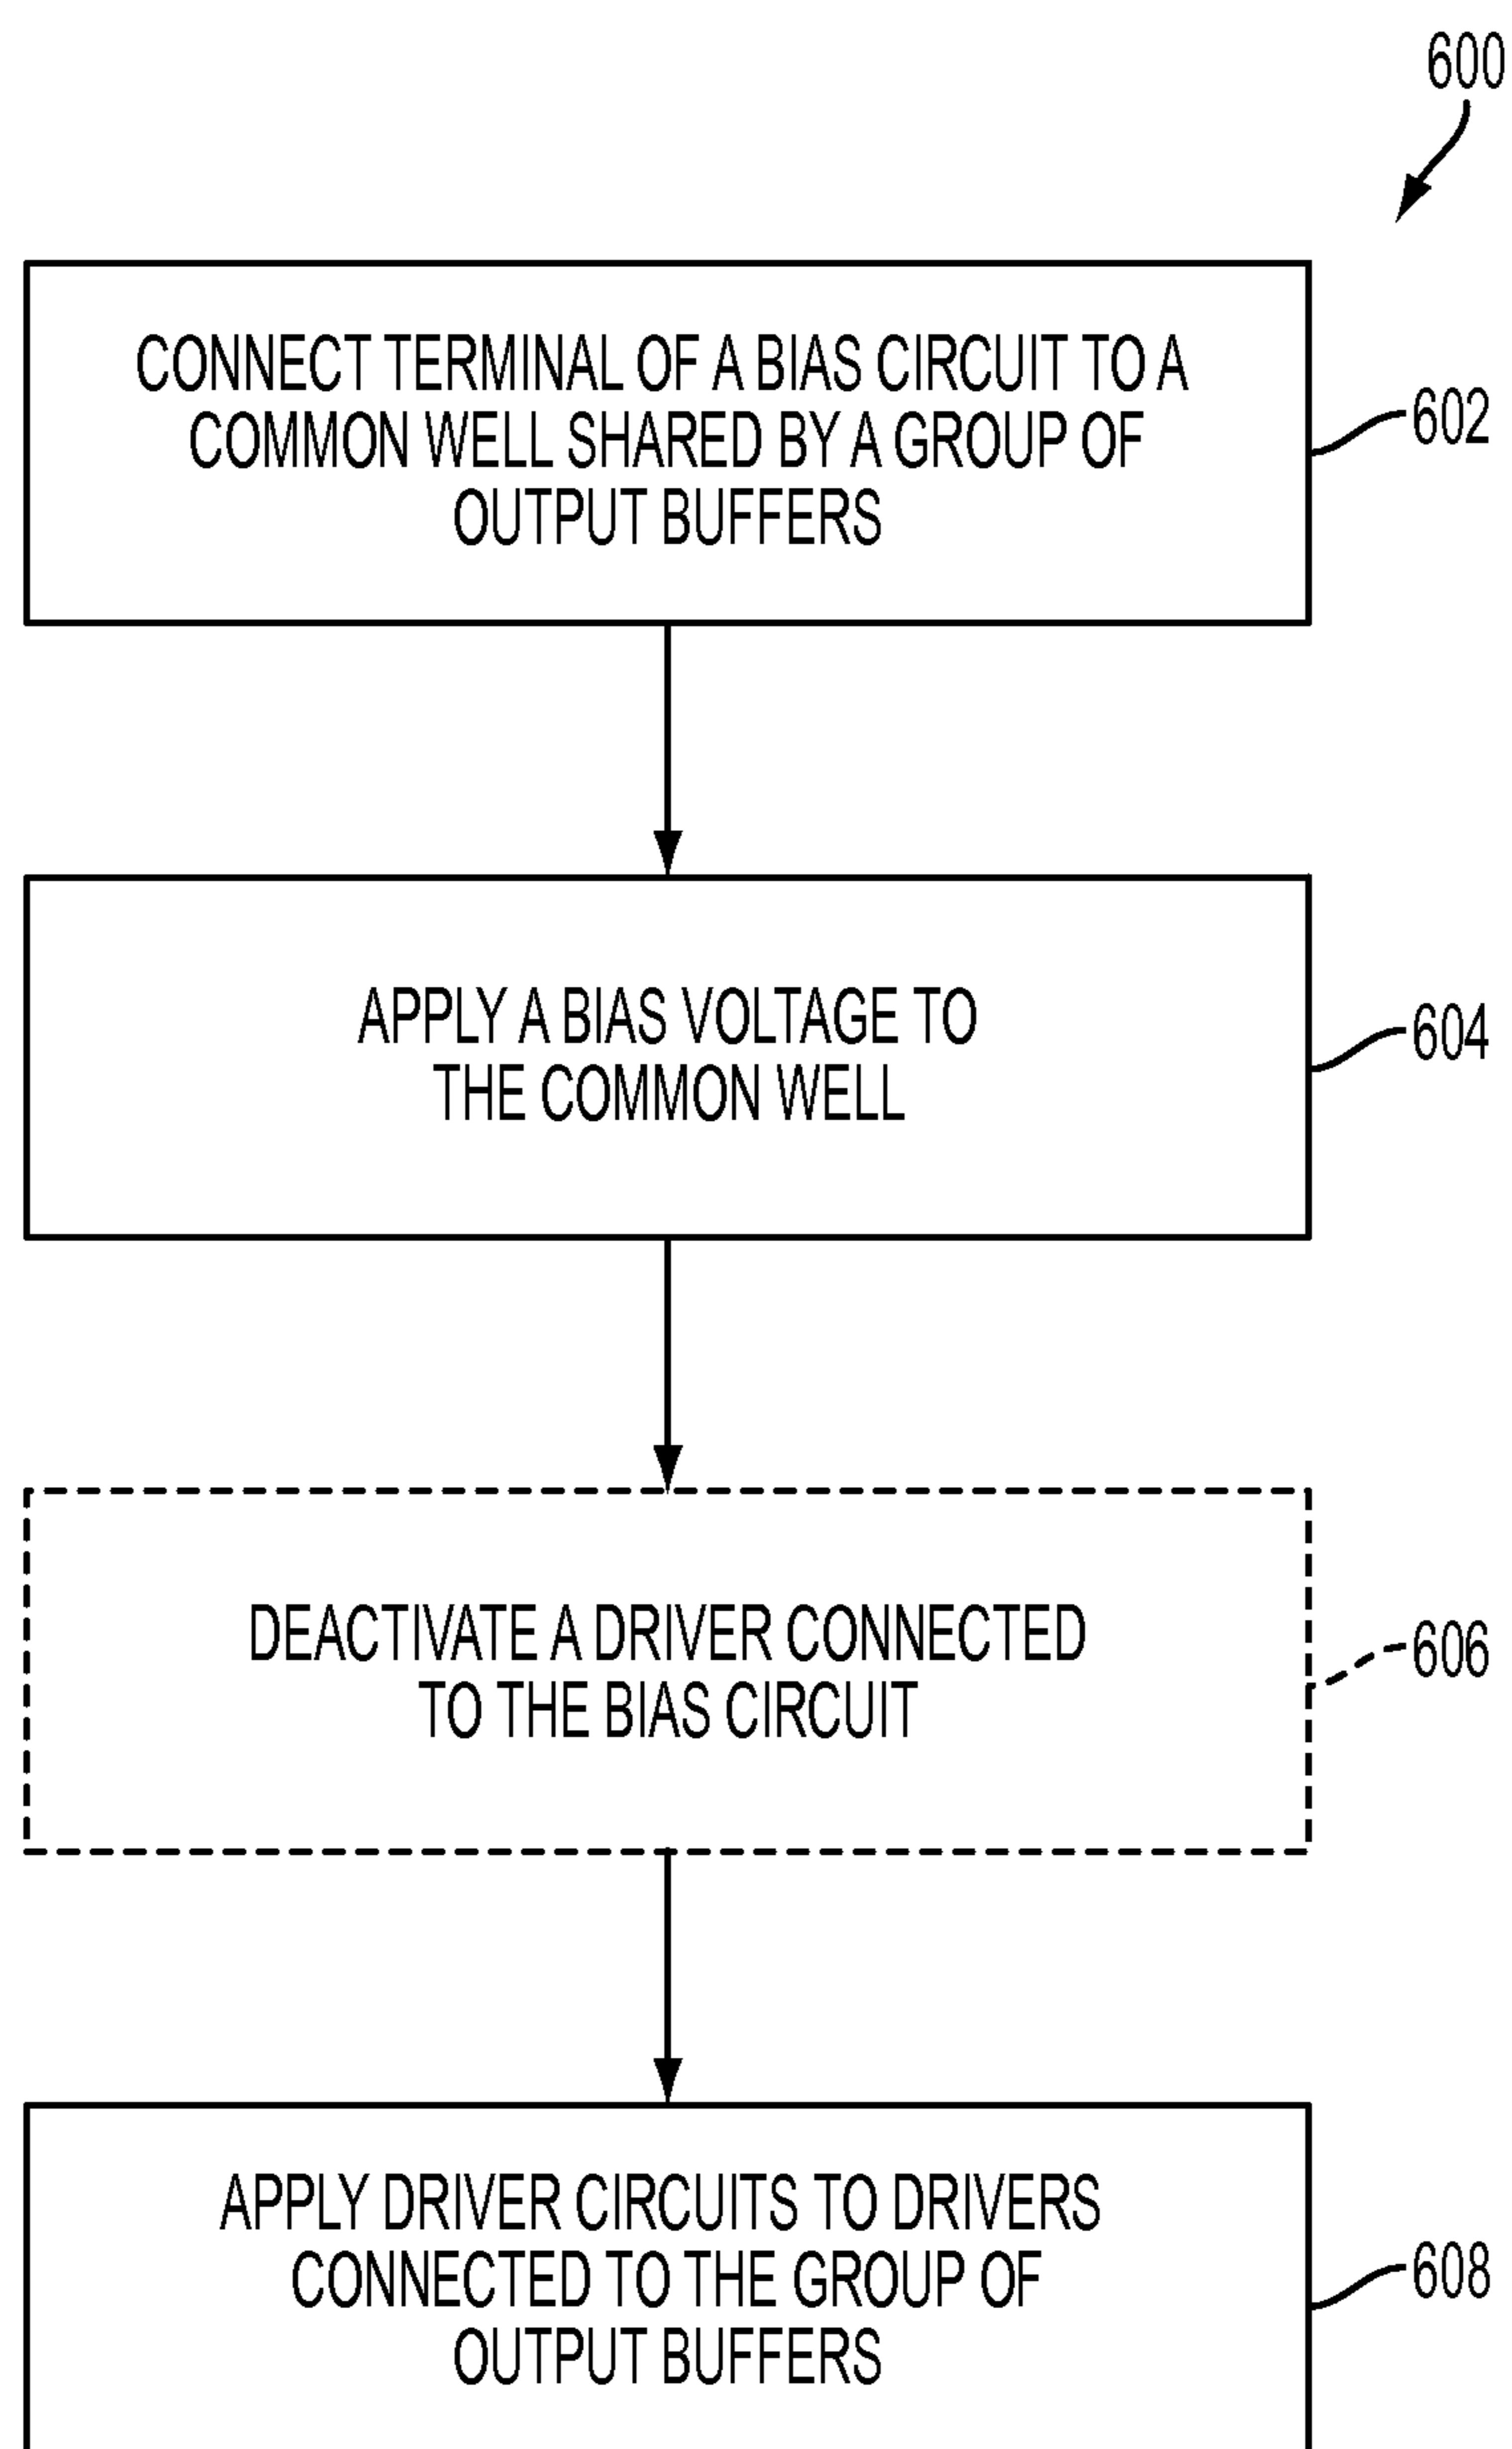 600
CONNECT TERMINAL OF A BIAS CIRCUIT TO A
COMMON WELL SHARED BY A GROUP OF
OUTPUT BUFFERS
602
APPLY A BIAS VOLTAGE TO
THE COMMON WELL
604
DEACTIVATE A DRIVER CONNECTED
TO THE BIAS CIRCUIT
606
APPLY DRIVER CIRCUITS TO DRIVERS
CONNECTED TO THE GROUP OF
OUTPUT BUFFERS
608